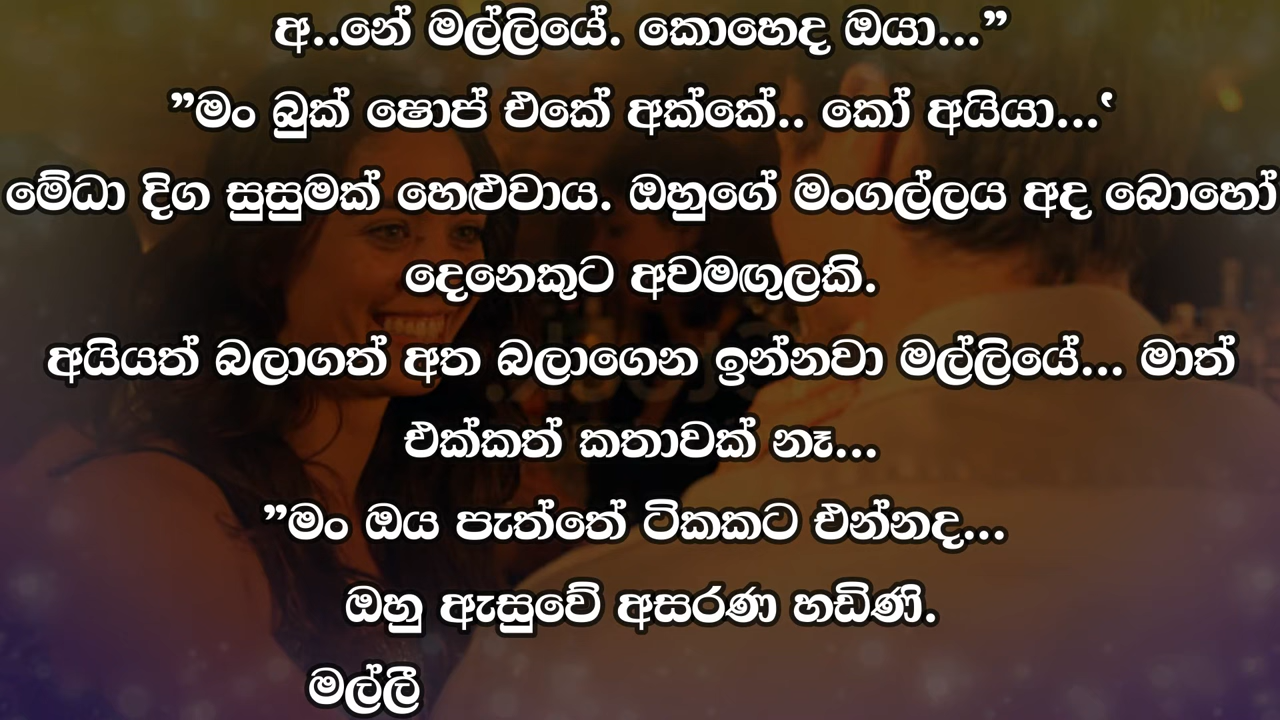 අ..නේ මල්ලියේ. කොහෙද ඔයා...”
”මං බුක් ෂොප් එකේ අක්කේ.. කෝ අයියා...‘
මේධා දිග සුසුමක් හෙළුවාය. ඔහුගේ මංගල්ලය අද බොහෝ
දෙනෙකුට අවමඟුලකි.
අයියත් බලාගත් අත බලාගෙන ඉන්නවා මල්ලියේ... මාත්
එක්කත් කතාවක් නෑ...
”මං ඔය පැත්තේ ටිකකට එන්නද...
ඔහු ඇසුවේ අසරණ හඬිණි.
මල්ලී